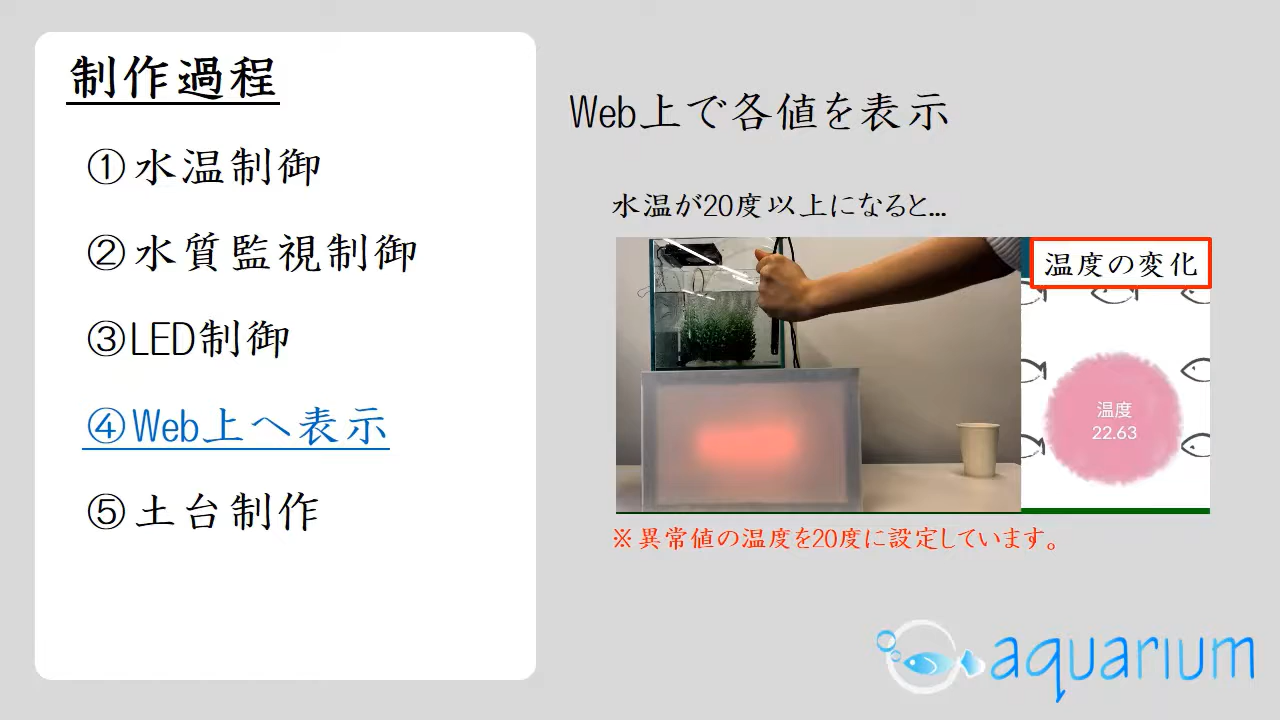 制作過程
①水温制御
②水質監視制御
③LED制御
④Web上へ表示
⑤土台制作
Web上で各値を表示
水温が20度以上になると...
温度の変化
温度
22.63
※異常値の温度を20度に設定しています。
aquarium